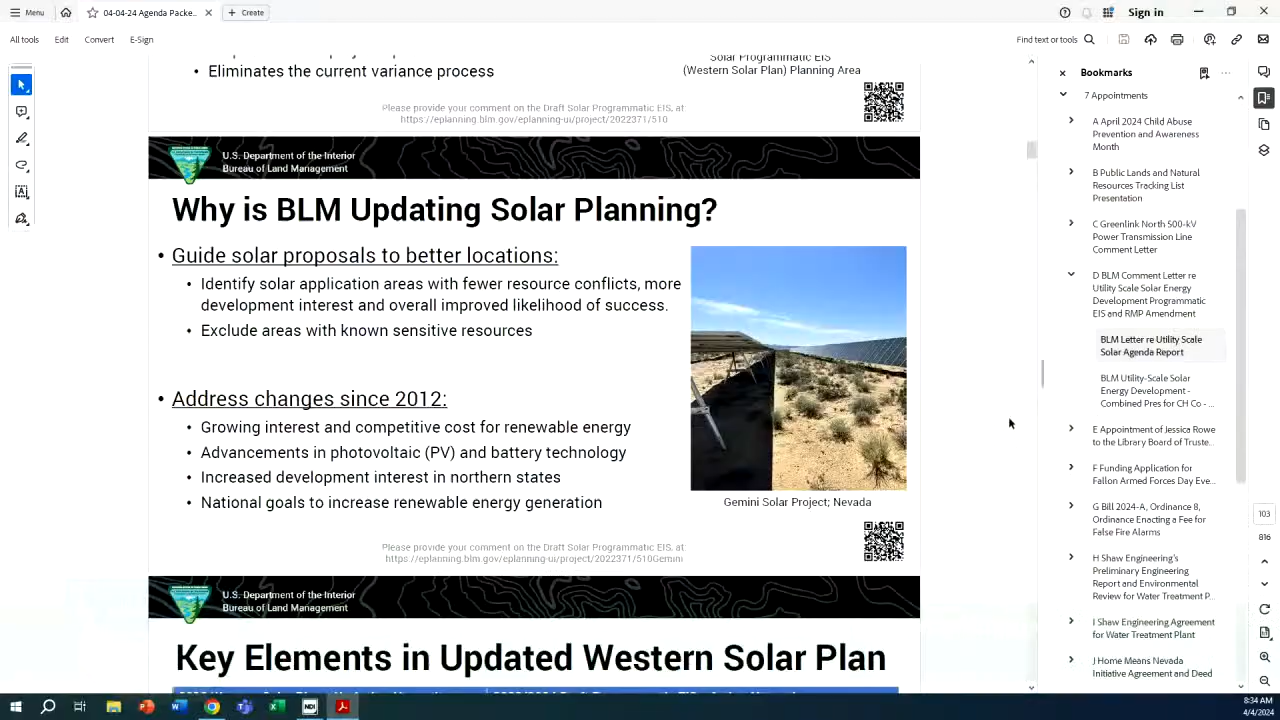 Menu
04-04-24 Agenda Packe...
Create
Sign in
All tools
Edit
Convert
E-Sign
Find text or tools
Solar Programmatic EIS
• Eliminates the current variance process
(Western Solar Plan) Planning Area
Please provide your comment on the Draft Solar Programmatic EIS, at:
https://eplanning.blm.gov/eplanning-ui/project/2022371/510
U.S. Department of the Interior
Bureau of Land Management
Why is BLM Updating Solar Planning?
• Guide solar proposals to better locations:
• Identify solar application areas with fewer resource conflicts, more
development interest and overall improved likelihood of success.
• Exclude areas with known sensitive resources
• Address changes since 2012:
• Growing interest and competitive cost for renewable energy
• Advancements in photovoltaic (PV) and battery technology
• Increased development interest in northern states
• National goals to increase renewable energy generation
Gemini Solar Project; Nevada
Please provide your comment on the Draft Solar Programmatic EIS, at:
https://eplanning.blm.gov/eplanning-ui/project/2022371/510Gemini
U.S. Department of the Interior
Bureau of Land Management
Key Elements in Updated Western Solar Plan
Bookmarks
7 Appointments
A April 2024 Child Abuse
Prevention and Awareness
Month
B Public Lands and Natural
Resources Tracking List
Presentation
C Greenlink North 500-kV
Power Transmission Line
Comment Letter
D BLM Comment Letter re
Utility Scale Solar Energy
Development Programmatic
EIS and RMP Amendment
BLM Letter re Utility Scale
Solar Agenda Report
BLM Utility-Scale Solar
Energy Development -
Combined Pres for CH Co - ...
E Appointment of Jessica Rowe
to the Library Board of Truste...
F Funding Application for
Fallon Armed Forces Day Eve...
G Bill 2024-A, Ordinance 8,
Ordinance Enacting a Fee for
False Fire Alarms
H Shaw Engineering's
Preliminary Engineering
Report and Environmental
Review for Water Treatment P...
I Shaw Engineering Agreement
for Water Treatment Plant
J Home Means Nevada
Initiative Agreement and Deed
103
816
NDI
8:34 AM
4/4/2024